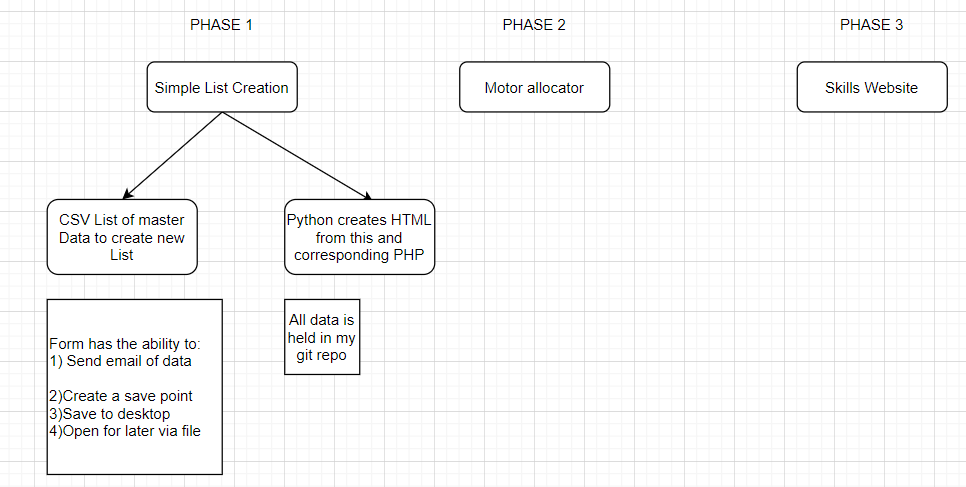 PHASE 1
PHASE 2
PHASE 3
Simple List Creation
Motor allocator
Skills Website
CSV List of master
Data to create new
List
Python creates HTML
from this and
corresponding PHP
Form has the ability to:
1) Send email of data
2)Create a save point
3)Save to desktop
4)Open for later via file
All data is
held in my
git repo